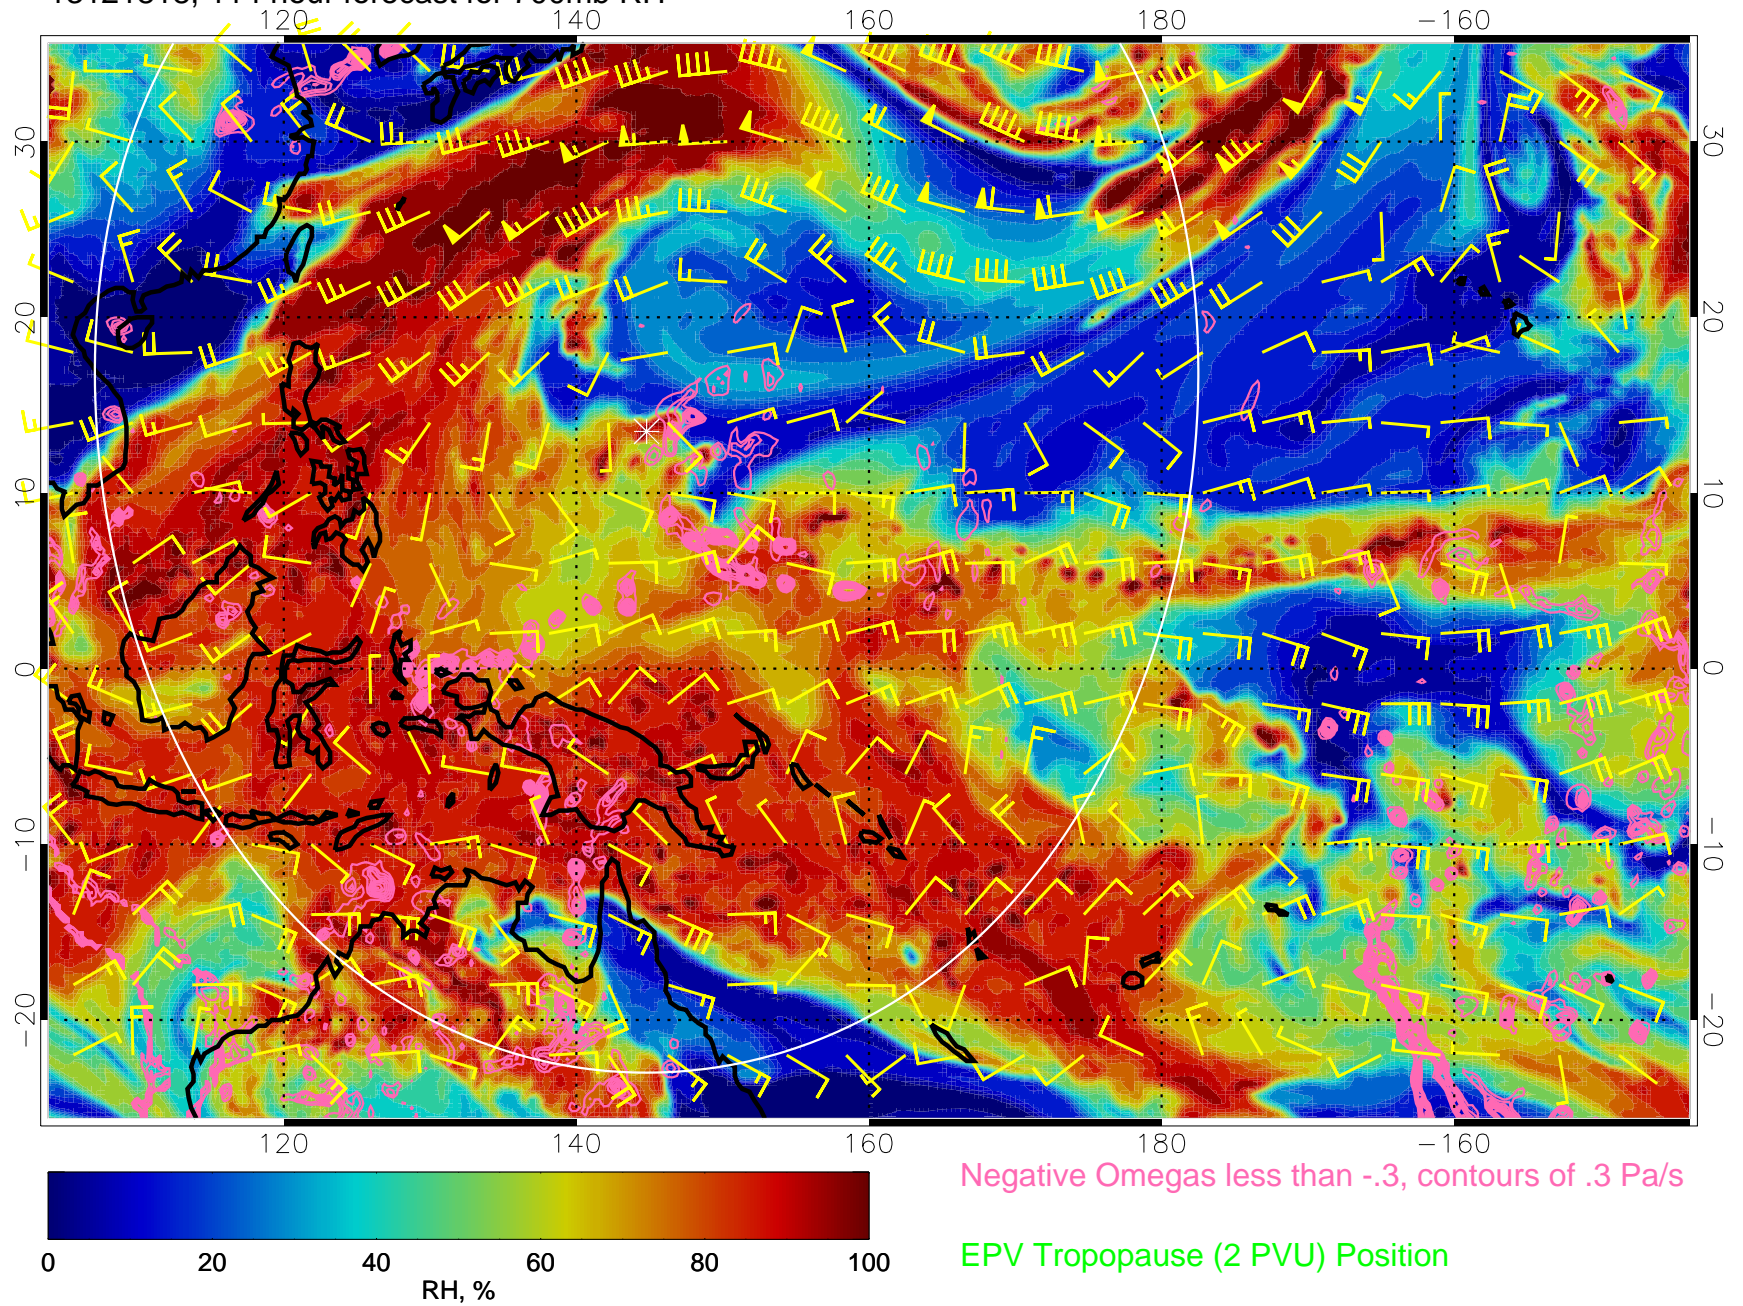 120 140 160 180 −160
30 30
20 20
10 10
0 0
−10 −10
−20 −20
120 140 160 180 −160
Negative Omegas less than -.3, contours of .3 Pa/s
EPV Tropopause (2 PVU) Position
0 20 40 60 80 100
RH, %